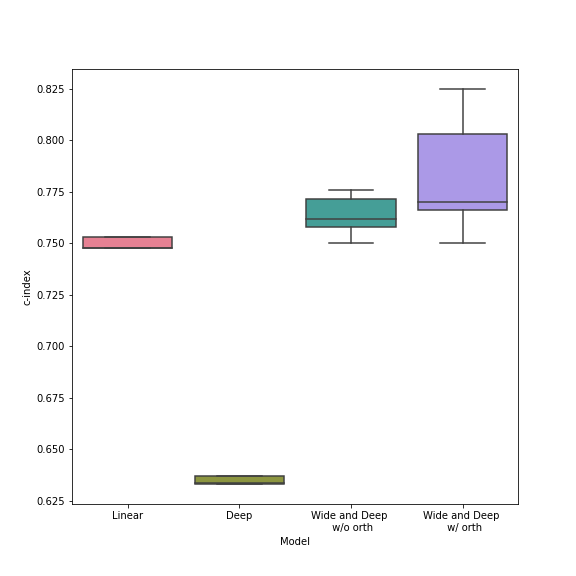 0.825
0.800
0.775
0.750
0.725
0.700
0.675
0.650
0.625
c-index
Linear
Deep
Wide and Deep
w/o orth
Wide and Deep
w/ orth
Model